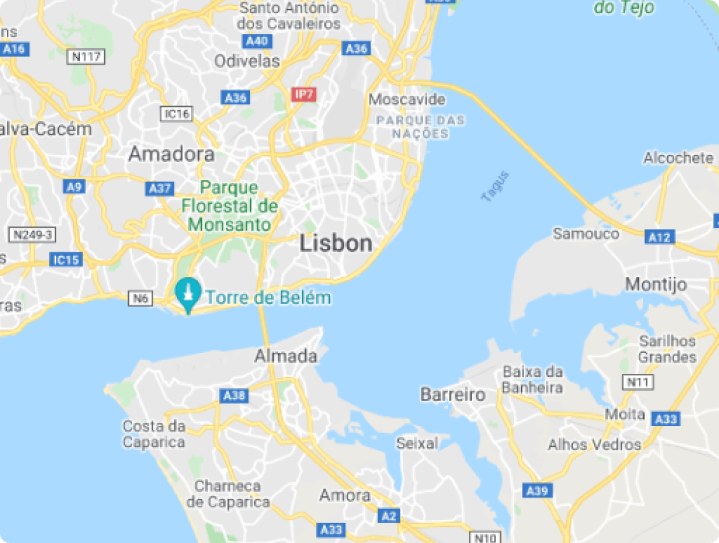 Santo António
dos Cavaleiros
do Tejo
A16
N117
A40
A36
Odivelas
A36
IP7
Moscavide
IC16
PARQUE DAS
NAÇÕES
alva-Cacém
Amadora
Alcochete
A9
A37
Parque
Florestal de
Monsanto
Tagus
N249-3
Lisbon
Samouco
A12
IC15
Montijo
N6
Torre de Belém
ras
Almada
Sarilhos
Grandes
Baixa da
Banheira
N11
A38
Barreiro
Moita
A33
Costa da
Caparica
Seixal
Alhos Vedros
Charneca
de Caparica
Amora
A39
A2
A33
N10